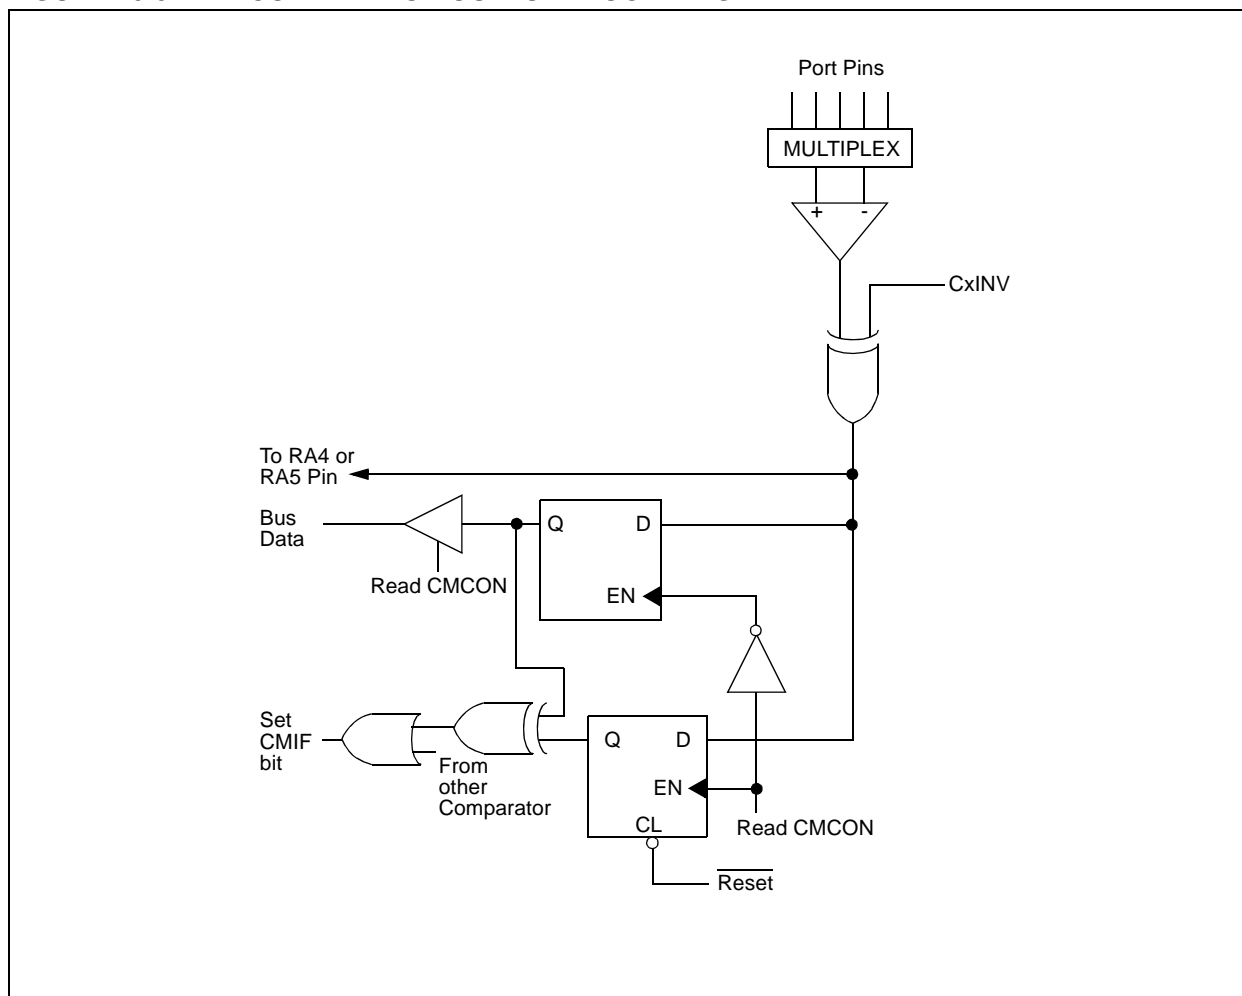 Port Pins
MULTIPLEX
+ -
CxINV
To RA4 or
RA5 Pin
Bus
Data
Q D
Read CMCON
EN
Set
CMIF
bit
Q D
From
other
Comparator
EN
CL
Read CMCON
Reset